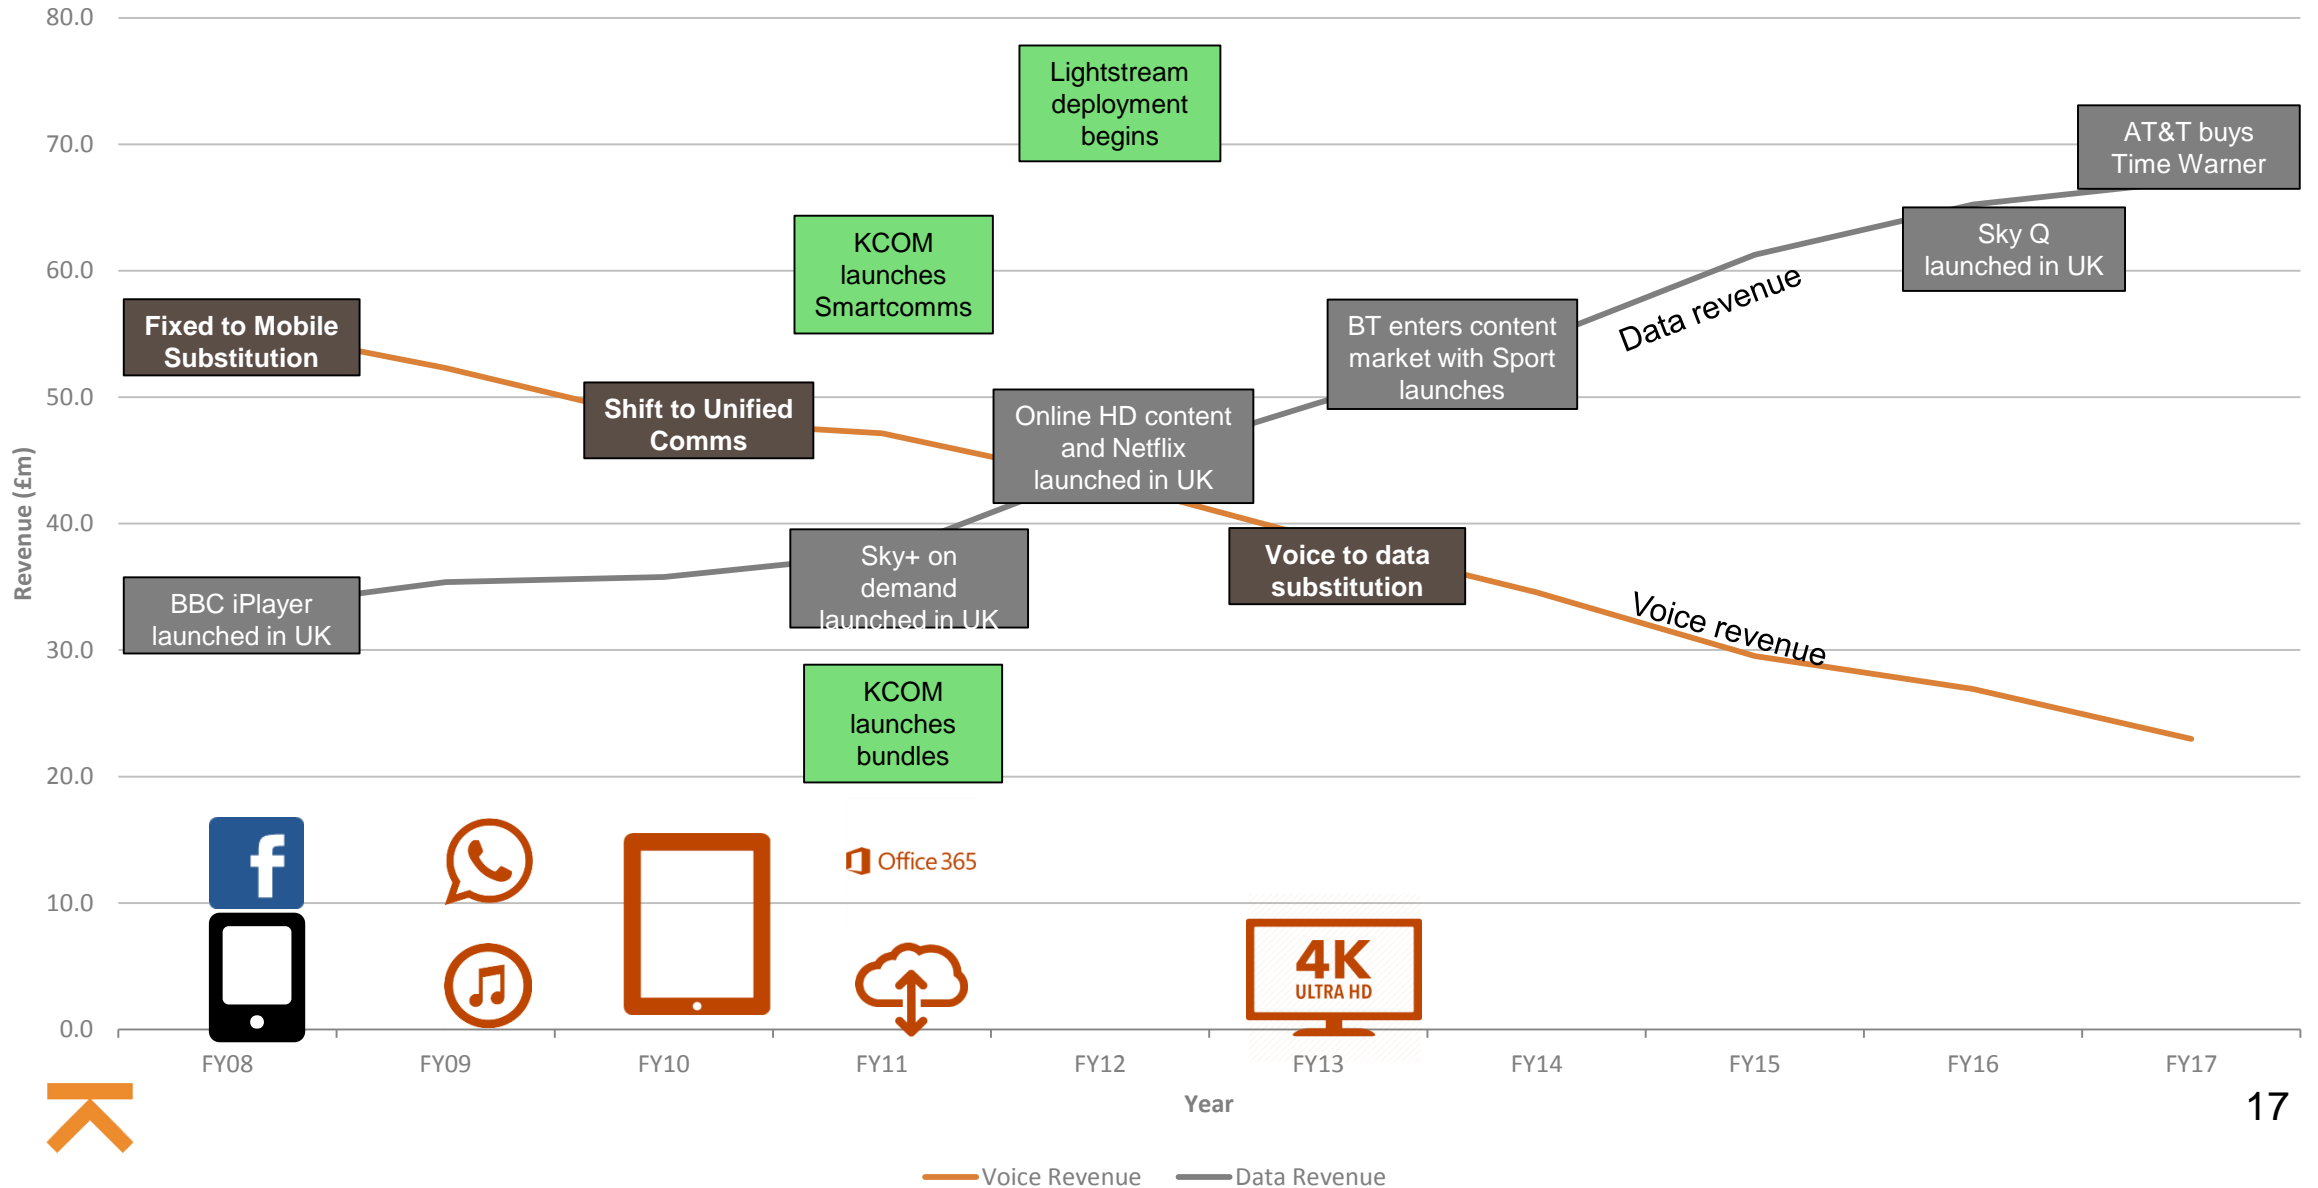 80.0
70.0
60.0
50.0
40.0
30.0
20.0
10.0
0.0
Revenue (£m)
Lightstream
deployment
begins
AT&T buys
Time Warner
KCOM
launches
Smartcomms
Sky Q
launched in UK
Fixed to Mobile
Substitution
Data revenue
BT enters content
market with Sport
launches
Shift to Unified
Comms
Online HD content
and Netflix
launched in UK
BBC iPlayer
launched in UK
Sky+ on
demand
launched in UK
Voice to data
substitution
Voice revenue
KCOM
launches
bundles
f
Office 365
4K
ULTRA HD
FY08
FY09
FY10
FY11
FY12
FY13
FY14
FY15
FY16
FY17
Year
17
Voice Revenue
Data Revenue